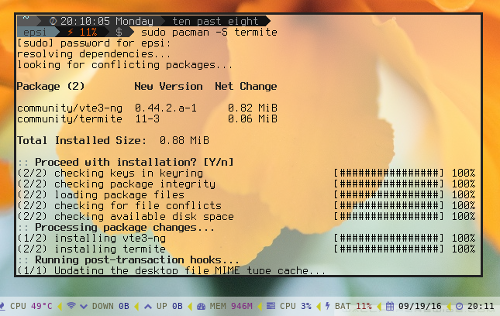 ~ 20:10:05 Monday ten past eight
epsi 11% $ sudo pacman -S termite
[sudo] password for epsi:
resolving dependencies...
looking for conflicting packages...
Package (2) New Version Net Change
community/vte3-ng 0.44.2.a-1 0.82 MiB
community/termite 11-3 0.06 MiB
Total Installed Size: 0.88 MiB
:: Proceed with installation? [Y/n]
(2/2) checking keys in keyring [################] 100%
(2/2) checking package integrity [################] 100%
(2/2) loading package files [################] 100%
(2/2) checking for file conflicts [################] 100%
(2/2) checking available disk space [################] 100%
:: Processing package changes...
(1/2) installing vte3-ng [################] 100%
(2/2) installing termite [################] 100%
:: Running post-transaction hooks...
(1/1) Updating the desktop file MIME type cache...
CPU 49°C DOWN 0B UP 0B MEM 946M CPU 3% BAT 11% 09/19/16 20:11